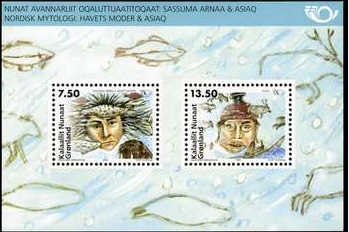 NUNAT AVANNARLIIT OQALUTTUAATITOQAAT: SASSUMA ARNAA & ASIAQ
NORDISK MYTOLOGI: HAVETS MODER & ASIAQ
7.50
Kalaallit Nunaat
Grønland
13.50
Kalaallit Nunaat
Grønland